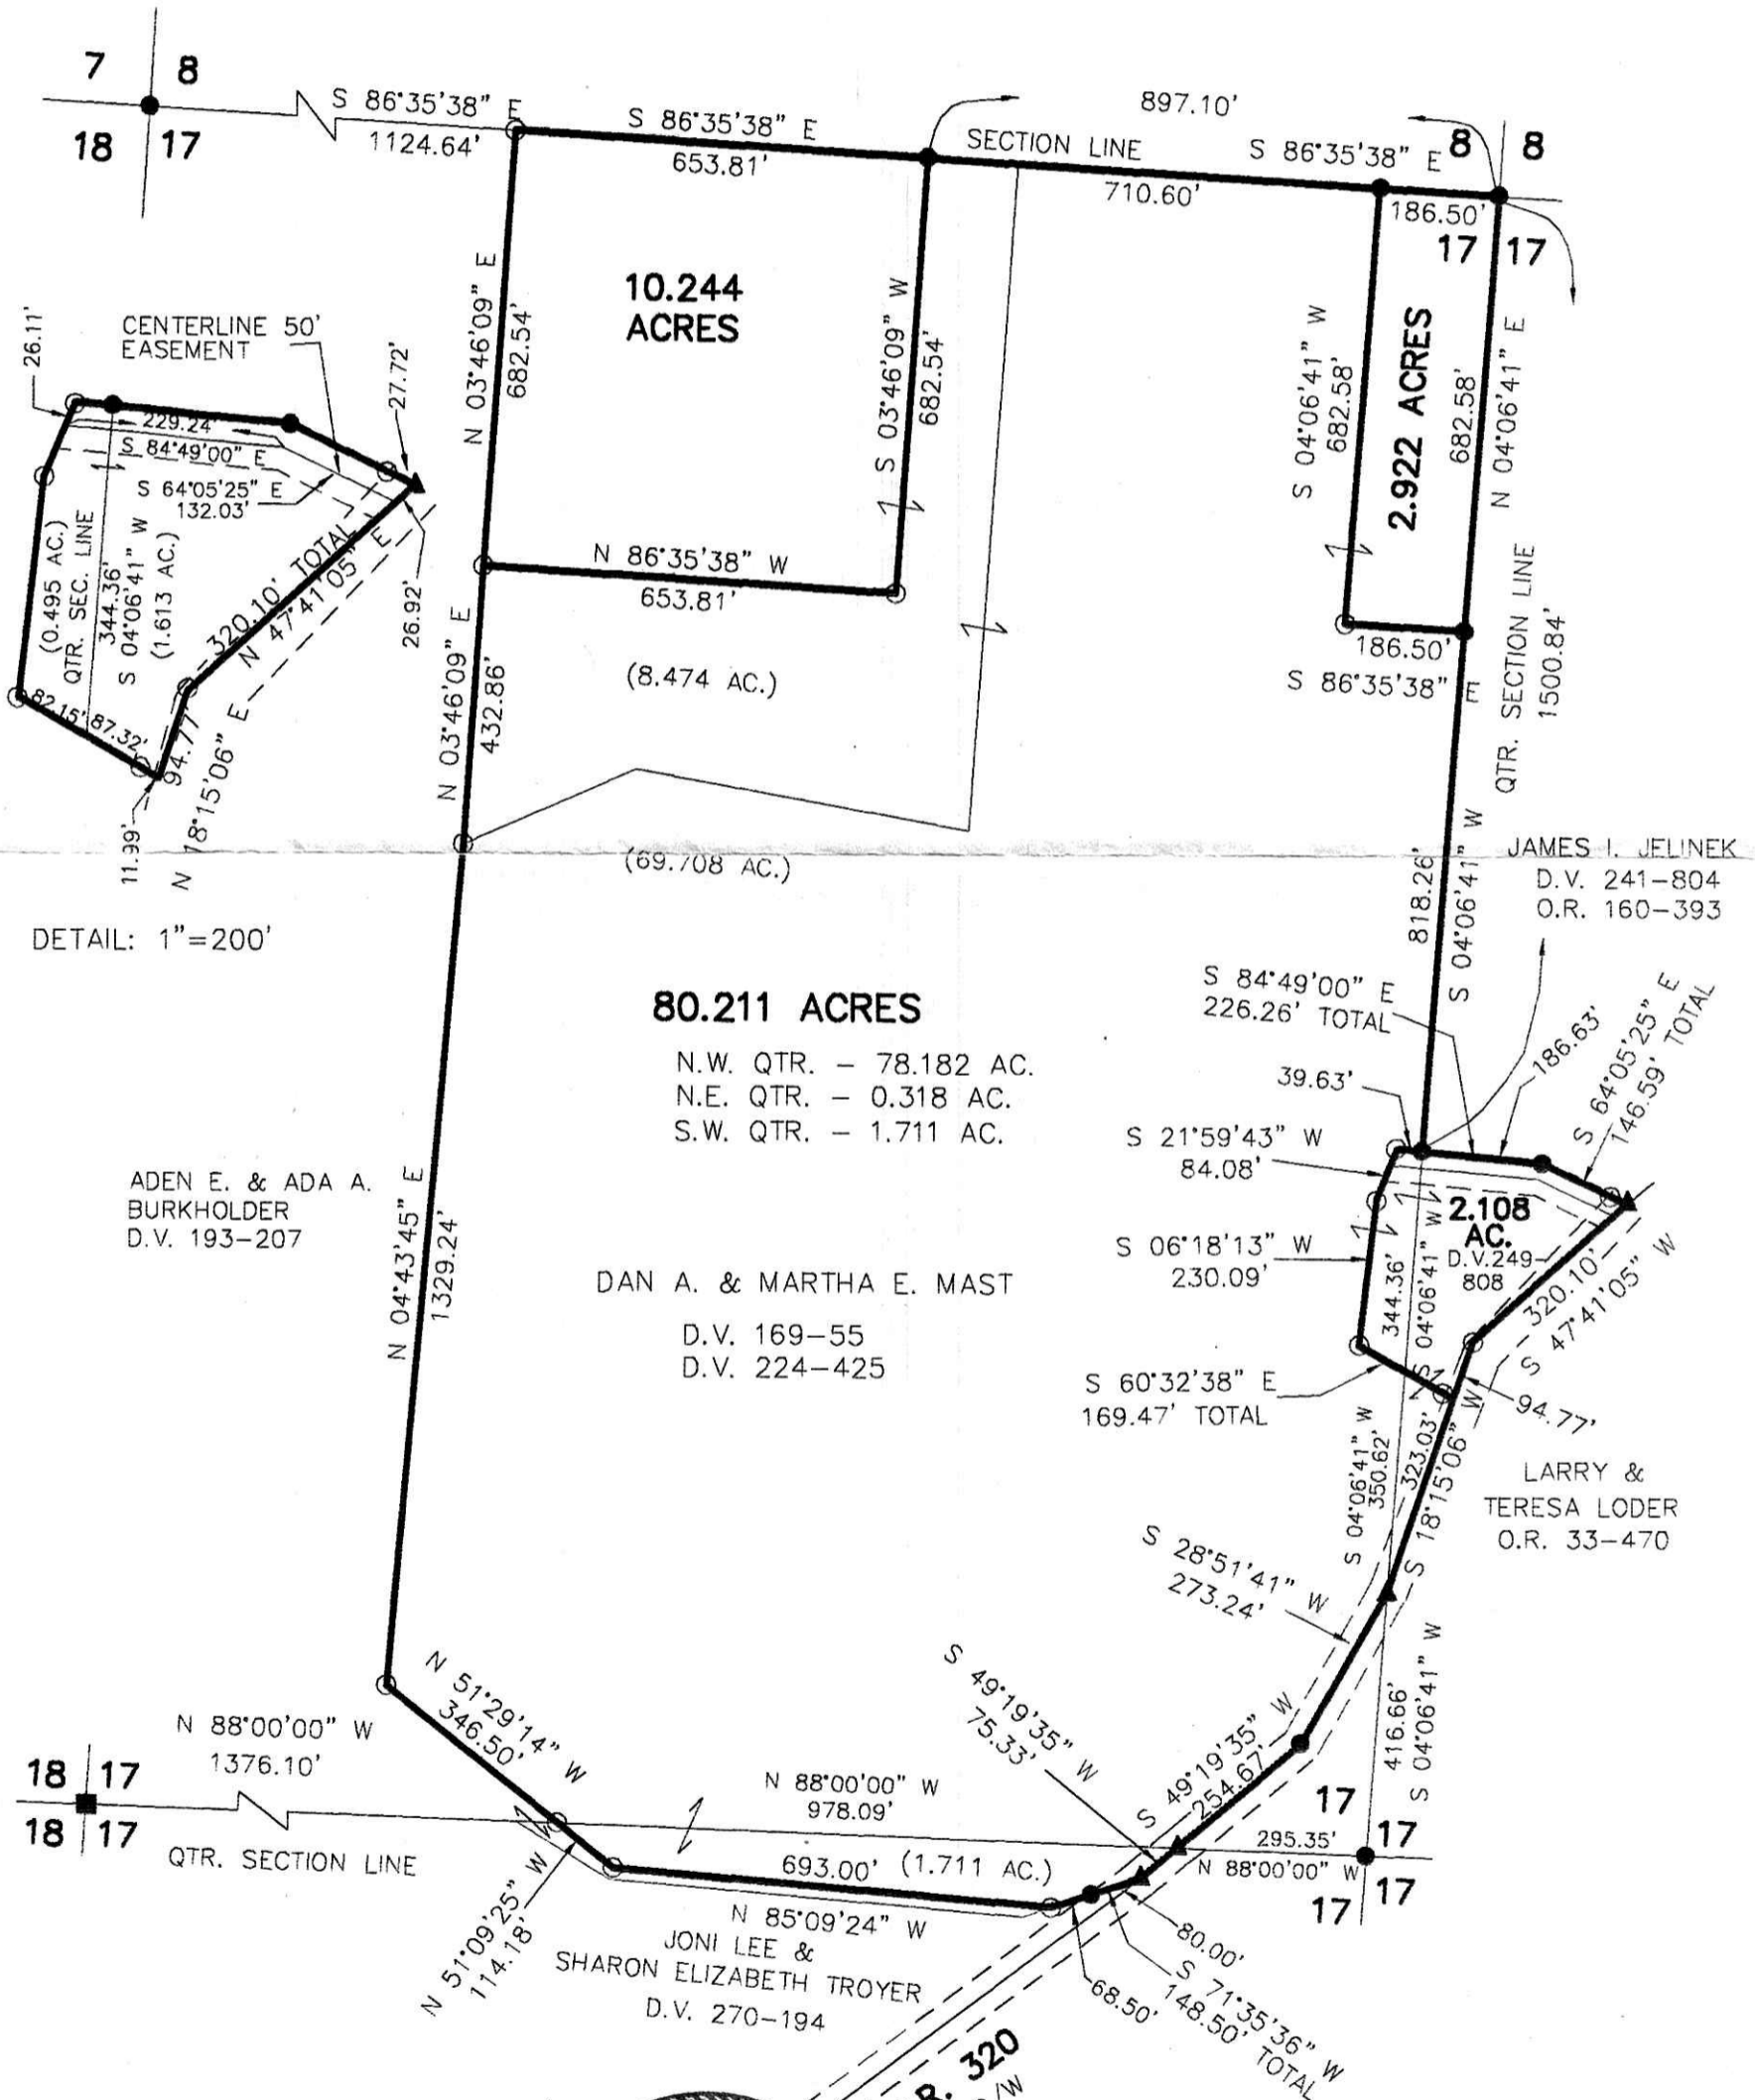 7 8
18 17
S 86°35'38" E
1124.64'
S 86°35'38" E
653.81'
897.10'
SECTION LINE
710.60'
S 86°35'38" E
8 8
186.50'
17 17
N 03°46'09" E
682.54'
10.244
ACRES
S 03°46'09" W
682.54'
S 04°06'41" W
682.58'
2.922 ACRES
682.58'
N 04°06'41" E
26.11'
CENTERLINE 50'
EASEMENT
27.72'
229.24'
S 84°49'00" E
S 64°05'25" E
132.03'
(0.495 AC.)
QTR. SEC. LINE
344.36'
S 04°06'41" W
(1.613 AC.)
320.10' TOTAL
N 47°41'05" E
26.92'
82.15'
87.32'
94.77'
N 18°15'06" E
11.99'
DETAIL: 1"=200'
N 86°35'38" W
653.81'
N 03°46'09" E
432.86'
(8.474 AC.)
186.50'
S 86°35'38" E
QTR. SECTION LINE
1500.84'
(69.708 AC.)
818.26'
S 04°06'41" W
JAMES I. JELINEK
D.V. 241-804
O.R. 160-393
80.211 ACRES
N.W. QTR. - 78.182 AC.
N.E. QTR. - 0.318 AC.
S.W. QTR. - 1.711 AC.
S 84°49'00" E
226.26' TOTAL
39.63'
186.63'
S 64°05'25" E
146.59' TOTAL
S 21°59'43" W
84.08'
ADEN E. & ADA A.
BURKHOLDER
D.V. 193-207
N 04°43'45" E
1329.24'
S 06°18'13" W
230.09'
344.36'
S 04°06'41" W
2.108
AC.
D.V.249-
808
320.10'
S 47°41'05" W
DAN A. & MARTHA E. MAST
D.V. 169-55
D.V. 224-425
S 60°32'38" E
169.47' TOTAL
94.77'
S 04°06'41" W
350.62'
323.03'
S 18°15'06" W
LARRY &
TERESA LODER
O.R. 33-470
S 28°51'41" W
273.24'
416.66'
S 04°06'41" W
N 51°29'14" W
346.50'
S 49°19'35" W
75.33'
S 49°19'35" W
254.67'
N 88°00'00" W
1376.10'
18 17
18 17
QTR. SECTION LINE
N 88°00'00" W
978.09'
17 17
295.35'
N 88°00'00" W
17 17
693.00' (1.711 AC.)
N 85°09'24" W
N 51°09'25" W
114.18'
JONI LEE &
SHARON ELIZABETH TROYER
D.V. 270-194
80.00'
68.50'
S 71°35'36" W
148.50' TOTAL
R. 320
/W